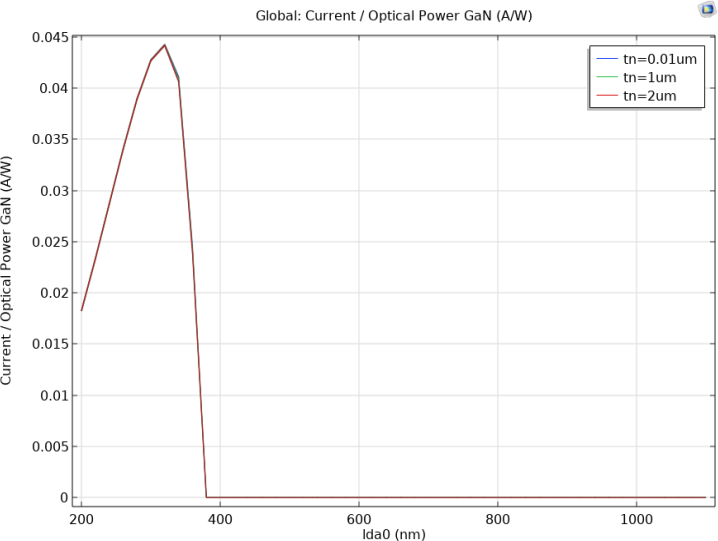 Global: Current / Optical Power GaN (A/W)
0.045
0.04
0.035
0.03
0.025
0.02
0.015
0.01
0.005
0
Current / Optical Power GaN (A/W)
tn=0.01um
tn=1um
tn=2um
200
400
600
800
1000
lda0 (nm)